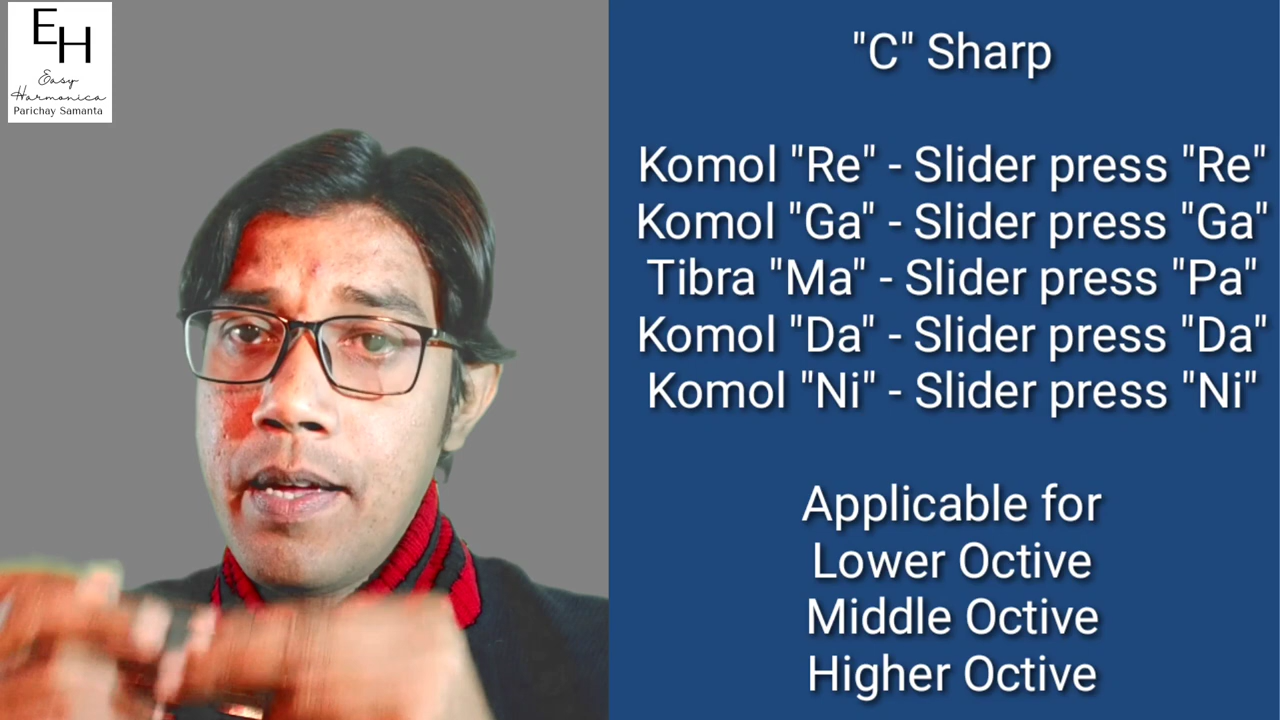 EH
Easy
Harmonica
Parichay Samanta
"C" Sharp
Komol "Re" - Slider press "Re"
Komol "Ga" - Slider press "Ga"
Tibra "Ma" - Slider press "Pa"
Komol "Da" - Slider press "Da"
Komol "Ni" - Slider press "Ni"
Applicable for
Lower Octive
Middle Octive
Higher Octive